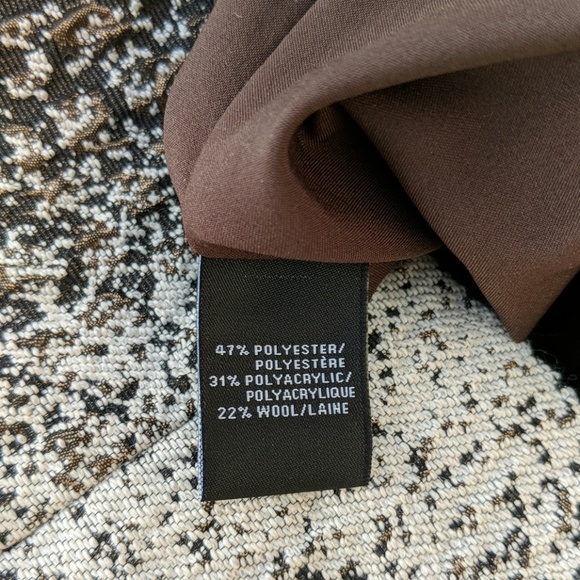 47% POLYESTER/
POLYESTÈRE
31% POLYACRYLIC/
POLYACRYLIQUE
22% WOOL/LAINE